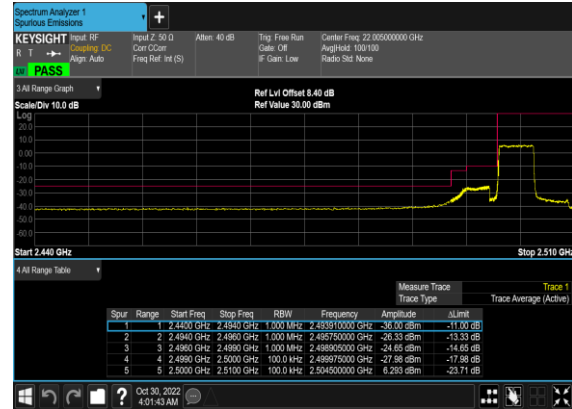 Spectrum Analyzer 1
Spurious Emissions
+
KEYSIGHT Input: RF Input Z: 50 Ω Atten: 40 dB Trig: Free Run Center Freq: 22.005000000 GHz
R T Coupling: DC Corr CCorr Gate: Off Avg|Hold: 100/100
Align: Auto Freq Ref: Int (S) IF Gain: Low Radio Std: None
PASS
3 All Range Graph
Ref Lvl Offset 8.40 dB
Scale/Div 10.0 dB Ref Value 30.00 dBm
Log
20.0
10.0
0.00
-10.0
-20.0
-30.0
-40.0
-50.0
-60.0
Start 2.440 GHz Stop 2.510 GHz
4 All Range Table
Measure Trace Trace 1
Trace Type Trace Average (Active)
Spur Range Start Freq Stop Freq RBW Frequency Amplitude ΔLimit
1 1 2.4400 GHz 2.4940 GHz 1.000 MHz 2.493910000 GHz -36.00 dBm -11.00 dB
2 2 2.4940 GHz 2.4960 GHz 1.000 MHz 2.495750000 GHz -26.33 dBm -13.33 dB
3 3 2.4960 GHz 2.4990 GHz 1.000 MHz 2.498905000 GHz -24.65 dBm -14.65 dB
4 4 2.4990 GHz 2.5000 GHz 100.0 kHz 2.499975000 GHz -27.98 dBm -17.98 dB
5 5 2.5000 GHz 2.5100 GHz 100.0 kHz 2.504500000 GHz 6.293 dBm -23.71 dB
? Oct 30, 2022
4:01:43 AM